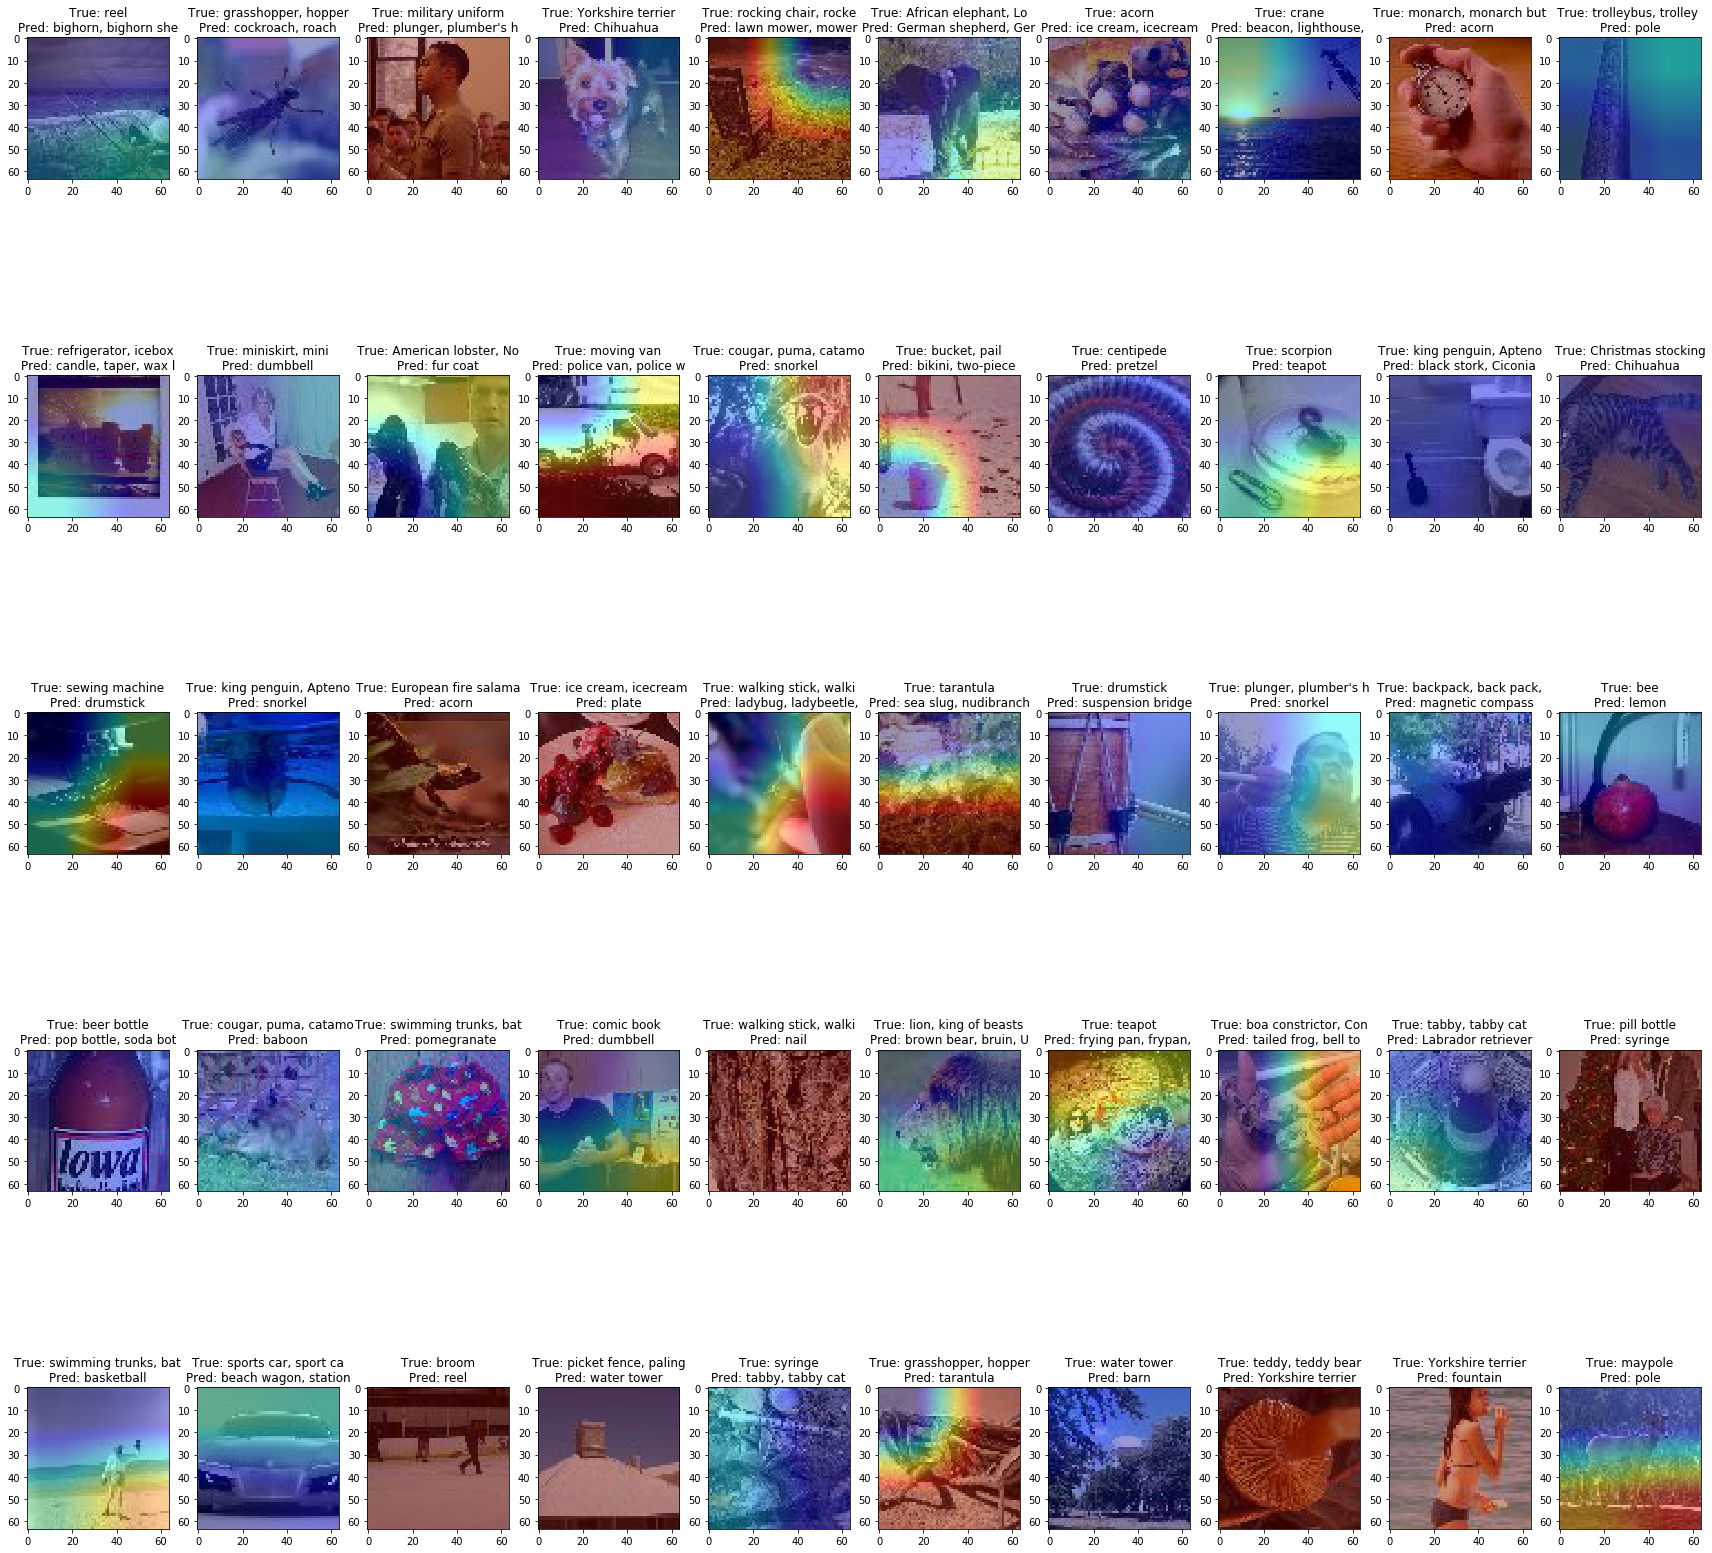 True: reel
Pred: bighorn, bighorn she
True: grasshopper, hopper
Pred: cockroach, roach
True: military uniform
Pred: plunger, plumber's h
True: Yorkshire terrier
Pred: Chihuahua
True: rocking chair, rocke
Pred: lawn mower, mower
True: African elephant, Lo
Pred: German shepherd, Ger
True: acorn
Pred: ice cream, icecream
True: crane
Pred: beacon, lighthouse,
True: monarch, monarch but
Pred: acorn
True: trolleybus, trolley
Pred: pole
True: refrigerator, icebox
Pred: candle, taper, wax l
True: miniskirt, mini
Pred: dumbbell
True: American lobster, No
Pred: fur coat
True: moving van
Pred: police van, police w
True: cougar, puma, catamo
Pred: snorkel
True: bucket, pail
Pred: bikini, two-piece
True: centipede
Pred: pretzel
True: scorpion
Pred: teapot
True: king penguin, Apteno
Pred: black stork, Ciconia
True: Christmas stocking
Pred: Chihuahua
True: sewing machine
Pred: drumstick
True: king penguin, Apteno
Pred: snorkel
True: European fire salama
Pred: acorn
True: ice cream, icecream
Pred: plate
True: walking stick, walki
Pred: ladybug, ladybeetle,
True: tarantula
Pred: sea slug, nudibranch
True: drumstick
Pred: suspension bridge
True: plunger, plumber's h
Pred: snorkel
True: backpack, back pack,
Pred: magnetic compass
True: bee
Pred: lemon
True: beer bottle
Pred: pop bottle, soda bot
True: cougar, puma, catamo
Pred: baboon
True: swimming trunks, bat
Pred: pomegranate
True: comic book
Pred: dumbbell
True: walking stick, walki
Pred: nail
True: lion, king of beasts
Pred: brown bear, bruin, U
True: teapot
Pred: frying pan, frypan,
True: boa constrictor, Con
Pred: tailed frog, bell to
True: tabby, tabby cat
Pred: Labrador retriever
True: pill bottle
Pred: syringe
Iowa
True: swimming trunks, bat
Pred: basketball
True: sports car, sport ca
Pred: beach wagon, station
True: broom
Pred: reel
True: picket fence, paling
Pred: water tower
True: syringe
Pred: tabby, tabby cat
True: grasshopper, hopper
Pred: tarantula
True: water tower
Pred: barn
True: teddy, teddy bear
Pred: Yorkshire terrier
True: Yorkshire terrier
Pred: fountain
True: maypole
Pred: pole